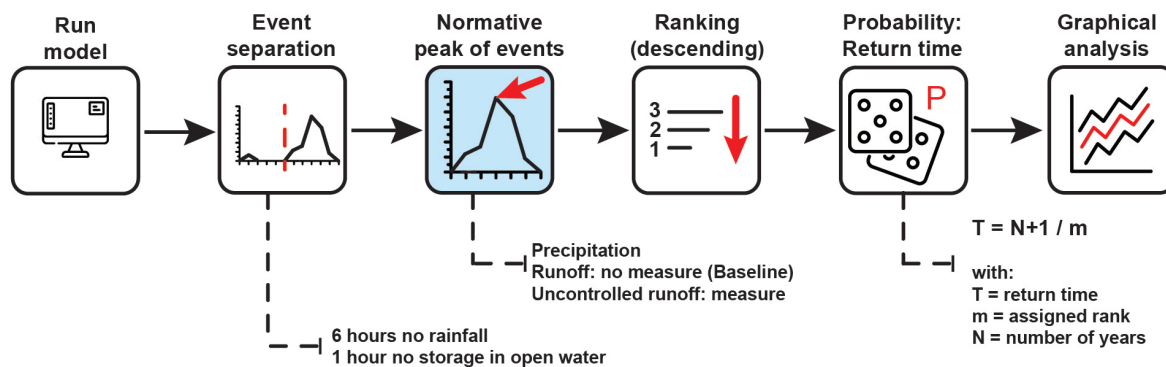 Run
model
Event
separation
Normative
peak of events
Ranking
(descending)
Probability:
Return time
Graphical
analysis
3
2
1
P
T = N+1 / m
with:
T = return time
m = assigned rank
N = number of years
Precipitation
Runoff: no measure (Baseline)
Uncontrolled runoff: measure
6 hours no rainfall
1 hour no storage in open water